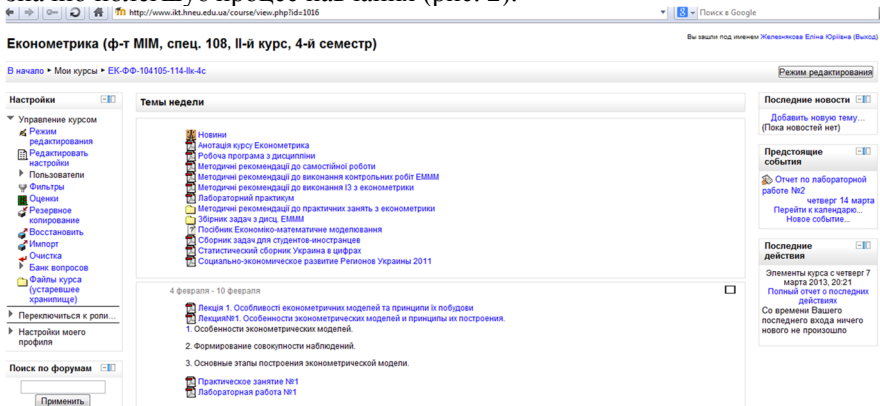 значно полегшує процес навчання (рис. 2).
http://www.ikt.hneu.edu.ua/course/view.php?id=1016
Поиск в Google
Економетрика (ф-т МІМ, спец. 108, ІІ-й курс, 4-й семестр)
Вы зашли под именем Железнякова Еліна Юріївна (Выход)
В начало ► Мои курсы ► ЕК-ФФ-104105-114-ІІк-4с
Режим редактирования
Настройки
Управление курсом
Режим
редактирования
Редактировать
настройки
Пользователи
Фильтры
Оценки
Резервное
копирование
Восстановить
Импорт
Очистка
Банк вопросов
Файлы курса
(устаревшее
хранилище)
Переключиться к роли...
Настройки моего
профиля
Поиск по форумам
Применить
Темы недели
Новини
Анотація курсу Економетрика
Робоча програма з дисципліни
Методичні рекомендації до самостійної роботи
Методичні рекомендації до виконання контрольних робіт ЕМММ
Методичні рекомендації до виконання ІЗ з економетрики
Лабораторний практикум
Методичні рекомендації до практичних занять з економетрики
Збірник задач з дисц. ЕМММ
Посібник Економіко-математичне моделювання
Сборник задач для студентов-иностранцев
Статистический сборник Украина в цифрах
Социально-экономическое развитие Регионов Украины 2011
4 февраля - 10 февраля
Лекція 1. Особливості економетричних моделей та принципи їх побудови
Лекция№1. Особенности эконометрических моделей и принципы их построения.
1. Особенности эконометрических моделей.
2. Формирование совокупности наблюдений.
3. Основные этапы построения эконометрической модели.
Практическое занятие №1
Лабораторная работа №1
Последние новости
Добавить новую тему...
(Пока новостей нет)
Предстоящие
события
Отчет по лабораторной
работе №2
четверг 14 марта
Перейти к календарю...
Новое событие...
Последние
действия
Элементы курса с четверг 7
марта 2013, 20:21
Полный отчет о последних
действиях
Со времени Вашего
последнего входа ничего
нового не произошло